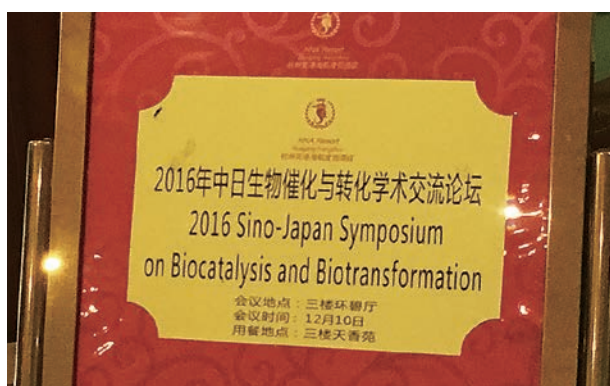 HNA Resort
2016年中日生物催化与转化学术交流论坛
2016 Sino-Japan Symposium
on Biocatalysis and Biotransformation
会议地点：三楼环碧厅
会议时间：12月10日
用餐地点：三楼天香苑